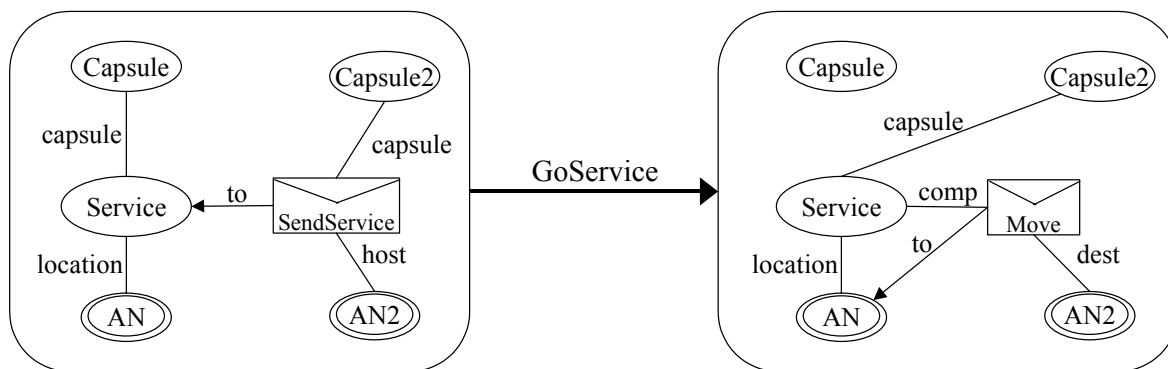 Capsule
Capsule2
capsule
capsule
Service
to
SendService
location
host
AN
AN2
GoService
Capsule
Capsule2
capsule
Service
comp
Move
to
location
dest
AN
AN2